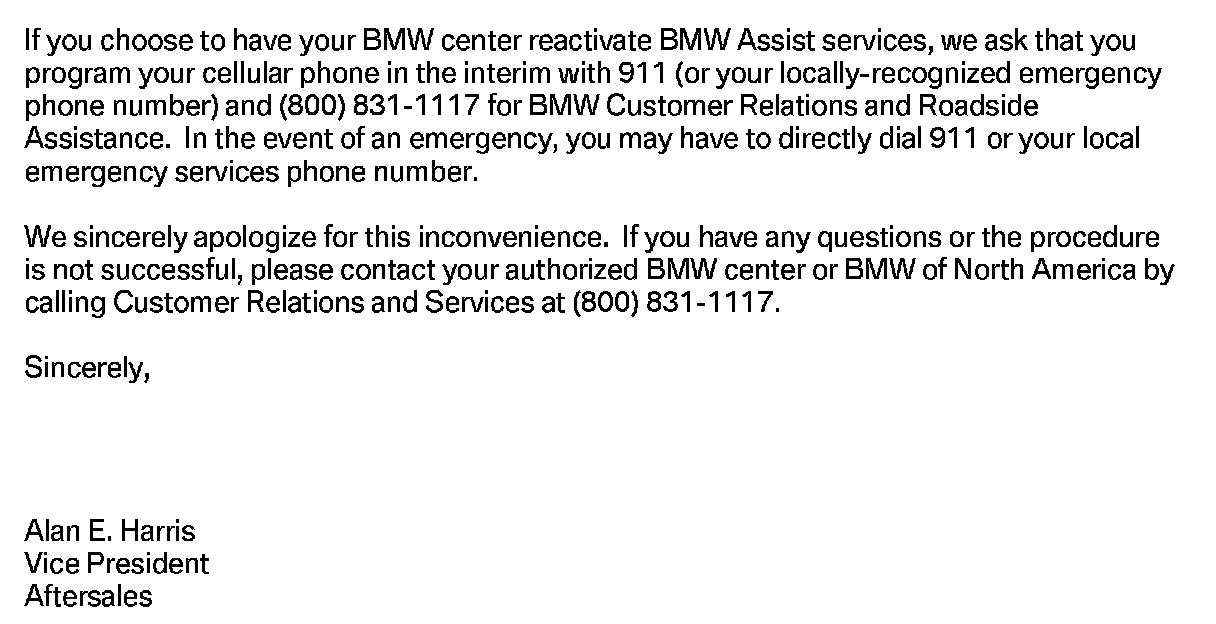 If you choose to have your BMW center reactivate BMW Assist services, we ask that you
program your cellular phone in the interim with 911 (or your locally-recognized emergency
phone number) and (800) 831-1117 for BMW Customer Relations and Roadside
Assistance.  In the event of an emergency, you may have to directly dial 911 or your local
emergency services phone number.

We sincerely apologize for this inconvenience.  If you have any questions or the procedure
is not successful, please contact your authorized BMW center or BMW of North America by
calling Customer Relations and Services at (800) 831-1117.

Sincerely,

Alan E. Harris
Vice President
Aftersales